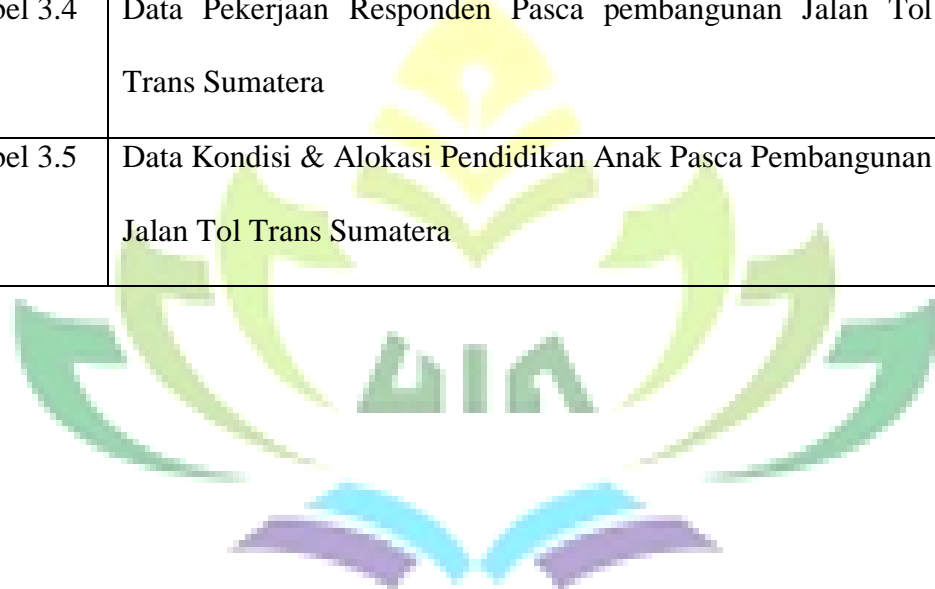 bel 3.4 Data Pekerjaan Responden Pasca pembangunan Jalan Tol
Trans Sumatera
bel 3.5 Data Kondisi & Alokasi Pendidikan Anak Pasca Pembangunan
Jalan Tol Trans Sumatera